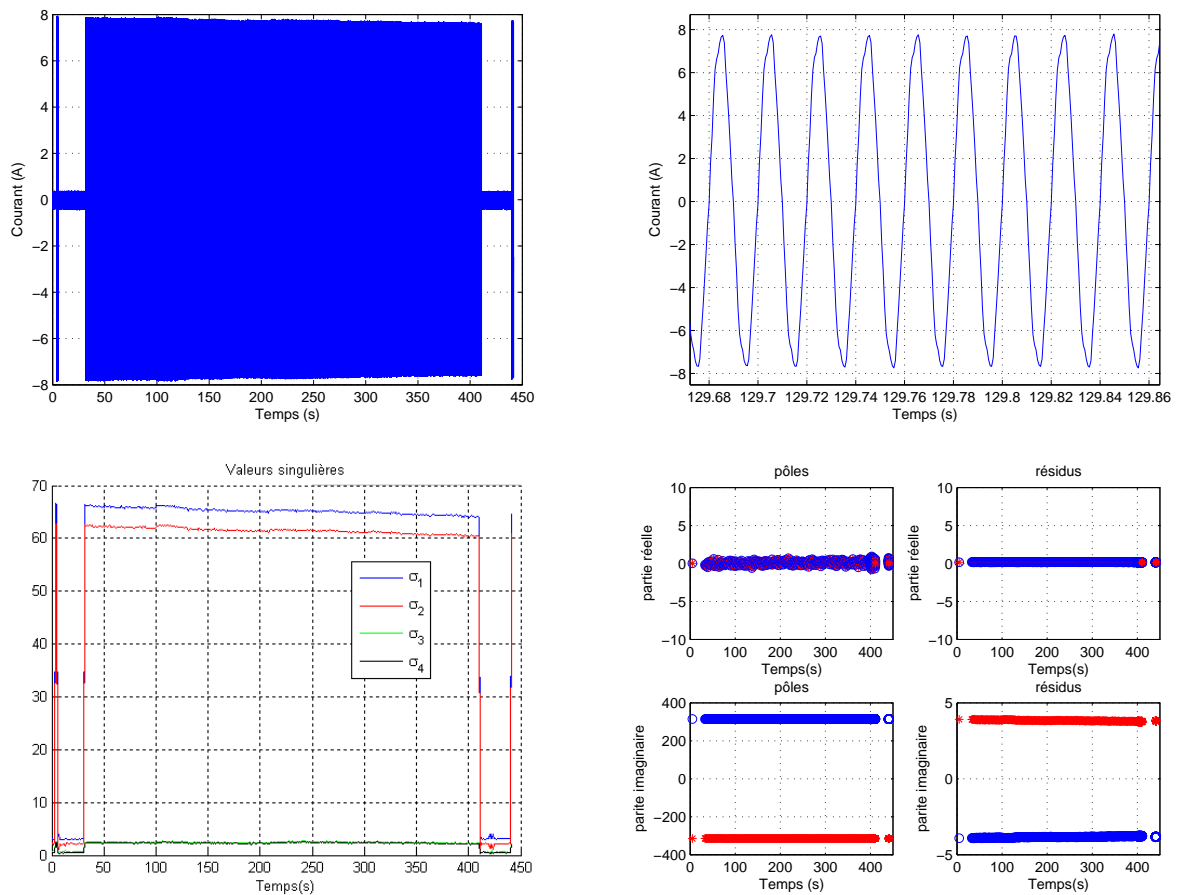 8
6
4
2
0
−2
−4
−6
−8
0 50 100 150 200 250 300 350 400 450
Temps (s)
Courant (A)
8
6
4
2
0
−2
−4
−6
−8
129.68 129.7 129.72 129.74 129.76 129.78 129.8 129.82 129.84 129.86
Temps (s)
Courant (A)
Valeurs singulières
70
60
50
40
30
20
10
0
σ1
σ2
σ3
σ4
0 50 100 150 200 250 300 350 400 450
Temps(s)
pôles
10
5
0
−5
−10
0 100 200 300 400
Temps(s)
partie réelle
résidus
10
5
0
−5
−10
0 100 200 300 400
Temps(s)
partie réelle
pôles
400
200
0
−200
−400
0 100 200 300 400
Temps (s)
parite imaginaire
résidus
5
0
−5
0 100 200 300 400
Temps(s)
parite imaginaire